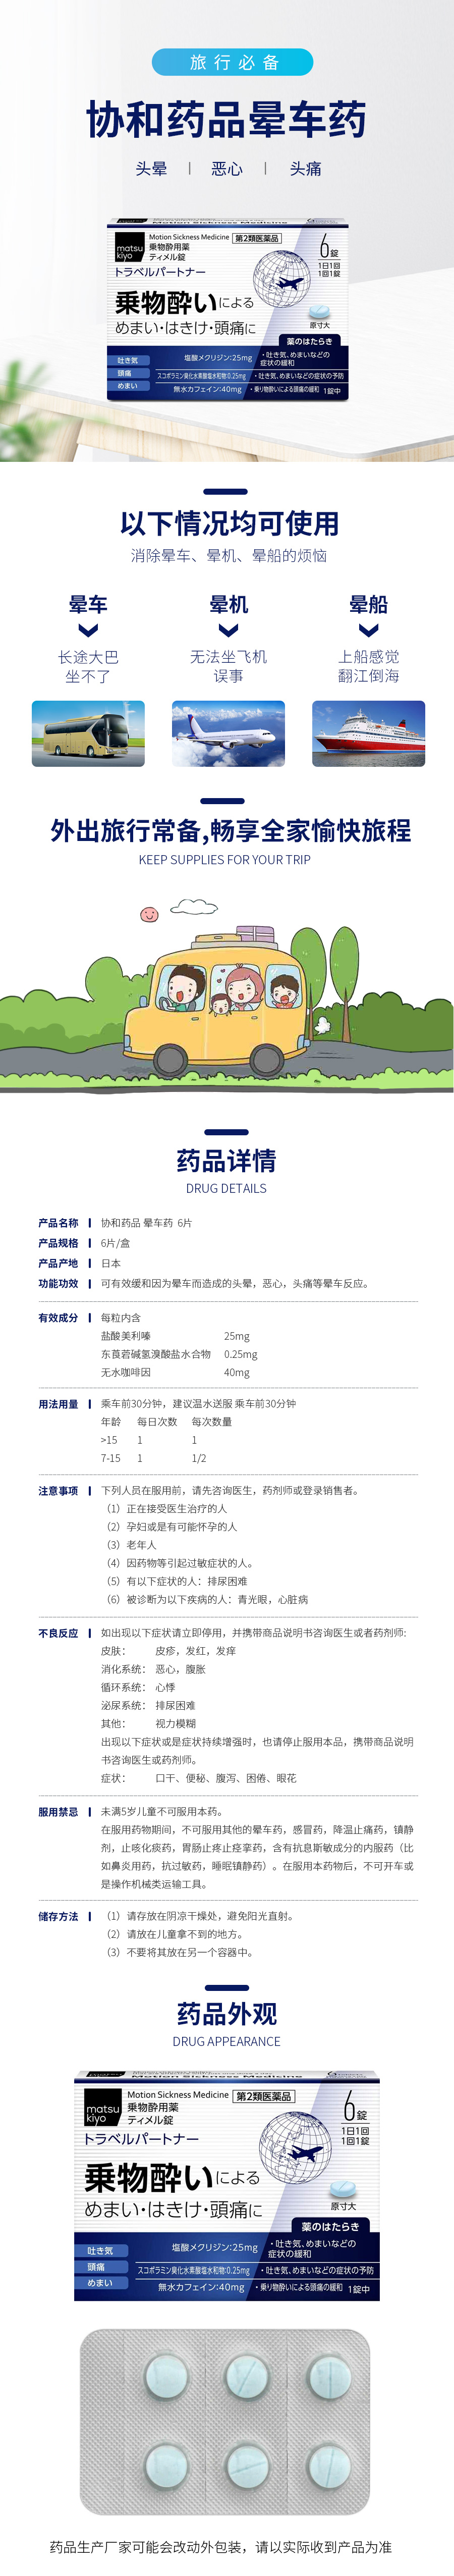 旅行必备
协和药品晕车药
头晕 | 恶心 | 头痛
matsu
kiyo
Motion Sickness Medicine
第2類医薬品
乗物酔用薬
ティメル錠
トラベルパートナー
6錠
1日1回
1回1錠
乗物酔いによる
めまい・はきけ・頭痛に
原寸大
薬のはたらき
吐き気
頭痛
めまい
塩酸メクリジン:25mg
・吐き気、めまいなどの
症状の緩和
スコポラミン臭化水素酸塩水和物:0.25mg
・吐き気、めまいなどの症状の予防
無水カフェイン:40mg
・乗り物酔いによる頭痛の緩和
1錠中
以下情况均可使用
消除晕车、晕机、晕船的烦恼
晕车 晕机 晕船
长途大巴 无法坐飞机 上船感觉
坐不了 误事 翻江倒海
外出旅行常备,畅享全家愉快旅程
KEEP SUPPLIES FOR YOUR TRIP
药品详情
DRUG DETAILS
产品名称 协和药品 晕车药 6片
产品规格 6片/盒
产品产地 日本
功能功效 可有效缓和因为晕车而造成的头晕，恶心，头痛等晕车反应。
有效成分 每粒内含
盐酸美利嗪 25mg
东莨菪碱氢溴酸盐水合物 0.25mg
无水咖啡因 40mg
用法用量 乘车前30分钟，建议温水送服 乘车前30分钟
年龄 每日次数 每次数量
>15 1 1
7-15 1 1/2
注意事项 下列人员在服用前，请先咨询医生，药剂师或登录销售者。
（1）正在接受医生治疗的人
（2）孕妇或是有可能怀孕的人
（3）老年人
（4）因药物等引起过敏症状的人。
（5）有以下症状的人：排尿困难
（6）被诊断为以下疾病的人：青光眼，心脏病
不良反应 如出现以下症状请立即停用，并携带商品说明书咨询医生或者药剂师:
皮肤： 皮疹，发红，发痒
消化系统： 恶心，腹胀
循环系统： 心悸
泌尿系统： 排尿困难
其他： 视力模糊
出现以下症状或是症状持续增强时，也请停止服用本品，携带商品说明
书咨询医生或药剂师。
症状： 口干、便秘、腹泻、困倦、眼花
服用禁忌 未满5岁儿童不可服用本药。
在服用药物期间，不可服用其他的晕车药，感冒药，降温止痛药，镇静
剂，止咳化痰药，胃肠止疼止痉挛药，含有抗息斯敏成分的内服药（比
如鼻炎用药，抗过敏药，睡眠镇静药）。在服用本药物后，不可开车或
是操作机械类运输工具。
储存方法 （1）请存放在阴凉干燥处，避免阳光直射。
（2）请放在儿童拿不到的地方。
（3）不要将其放在另一个容器中。
药品外观
DRUG APPEARANCE
matsu
kiyo
Motion Sickness Medicine
第2類医薬品
乗物酔用薬
ティメル錠
トラベルパートナー
6錠
1日1回
1回1錠
乗物酔いによる
めまい・はきけ・頭痛に
原寸大
薬のはたらき
吐き気
頭痛
めまい
塩酸メクリジン:25mg
・吐き気、めまいなどの
症状の緩和
スコポラミン臭化水素酸塩水和物:0.25mg
・吐き気、めまいなどの症状の予防
無水カフェイン:40mg
・乗り物酔いによる頭痛の緩和
1錠中
药品生产厂家可能会改动外包装，请以实际收到产品为准